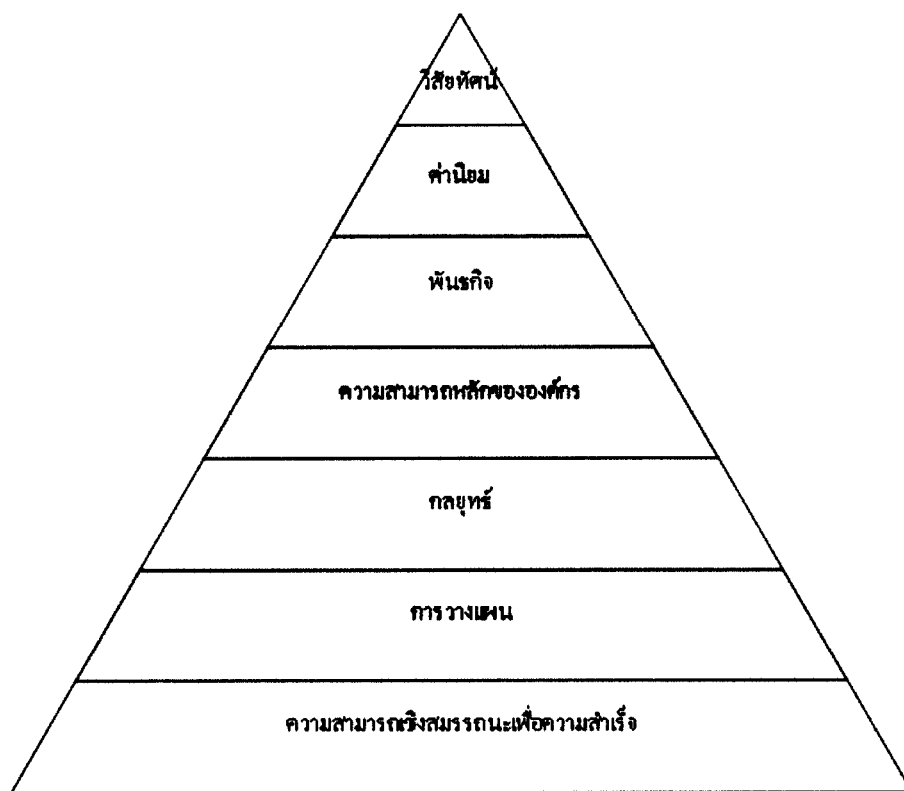 วิสัยทัศน์
ค่านิยม
พันธกิจ
ความสามารถหลักขององค์กร
กลยุทธ์
การวางแผน
ความสามารถเชิงสมรรถนะเพื่อความสำเร็จ